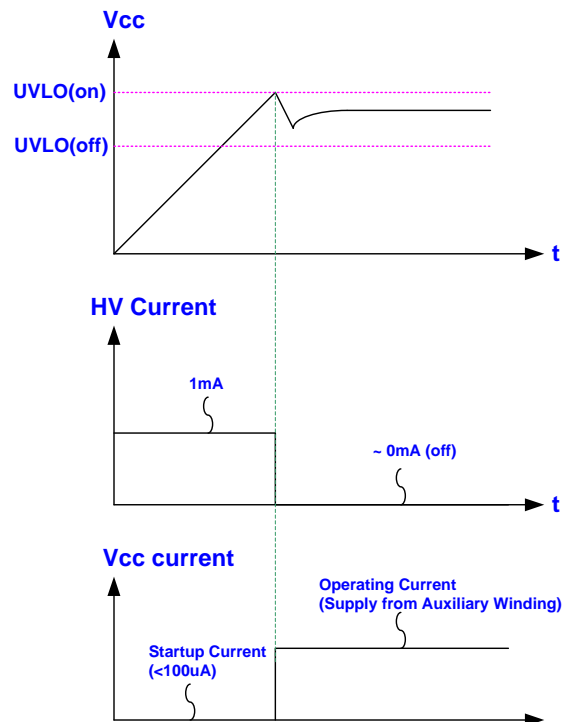 Vcc
UVLO(on)
UVLO(off)
t
HV Current
1mA
~ 0mA (off)
t
Vcc current
Operating Current
(Supply from Auxiliary Winding)
Startup Current
(<100uA)